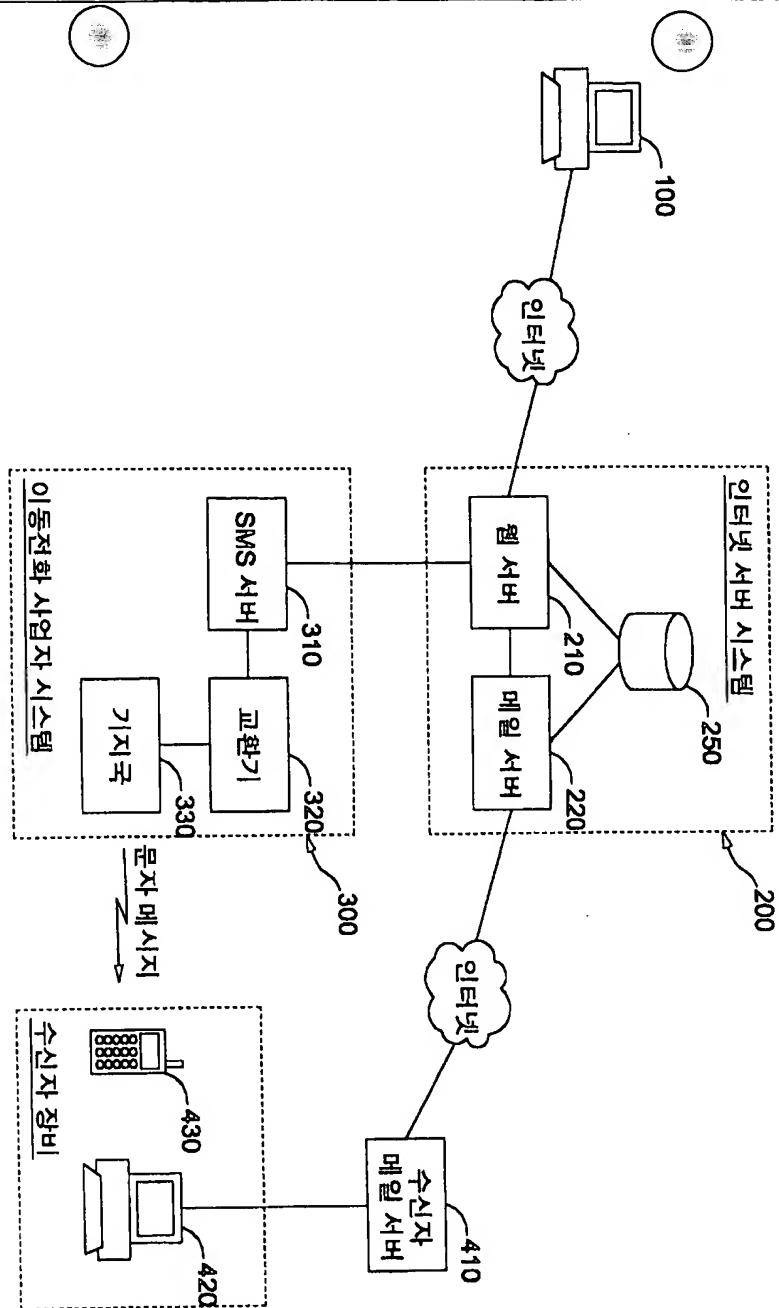 100
인터넷
인터넷 서버 시스템
웹 서버
210
메일 서버
220
250
200
이동전화 사업자 시스템
SMS 서버
310
교환기
320
기지국
330
300
문자 메시지
인터넷
수신자
메일 서버
410
수신자 장비
430
420